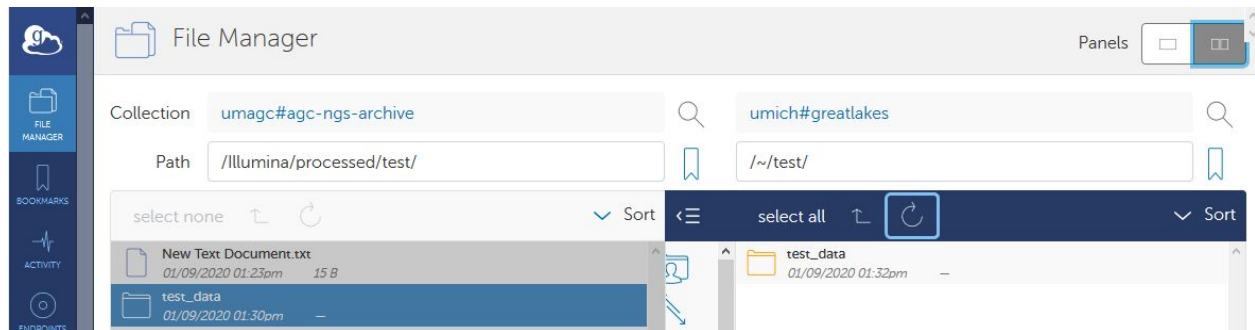 File Manager
Panels
FILE
MANAGER
BOOKMARKS
ACTIVITY
ENDPOINTS
Collection
umagc#agc-ngs-archive
umich#greatlakes
Path
/Illumina/processed/test/
/~/test/
select none
Sort
select all
Sort
New Text Document.txt
01/09/2020 01:23pm 15 B
test_data
01/09/2020 01:30pm —
test_data
01/09/2020 01:32pm —